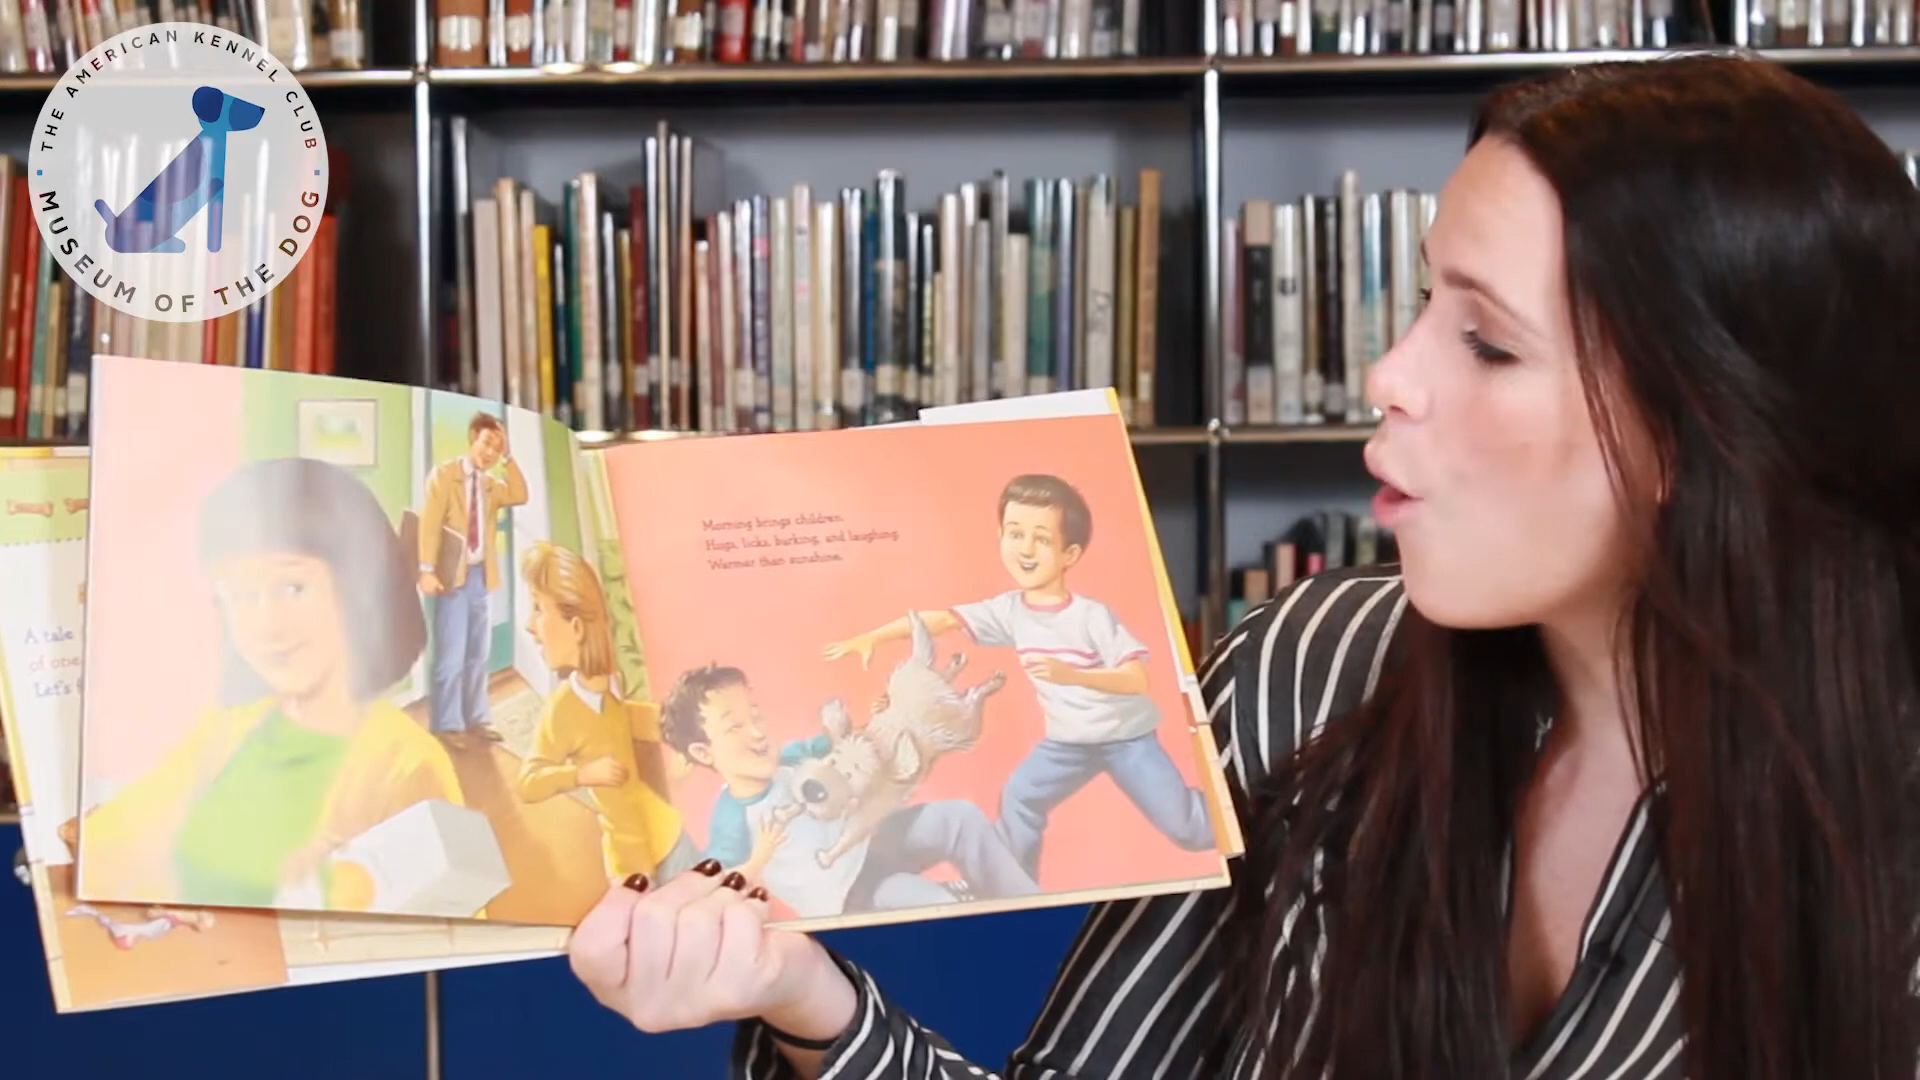 THE AMERICAN KENNEL CLUB
MUSEUM OF THE DOG
A tale
of one
Let's
Morning brings children.
Hugs, licks, barking, and laughing.
Warmer than sunshine.